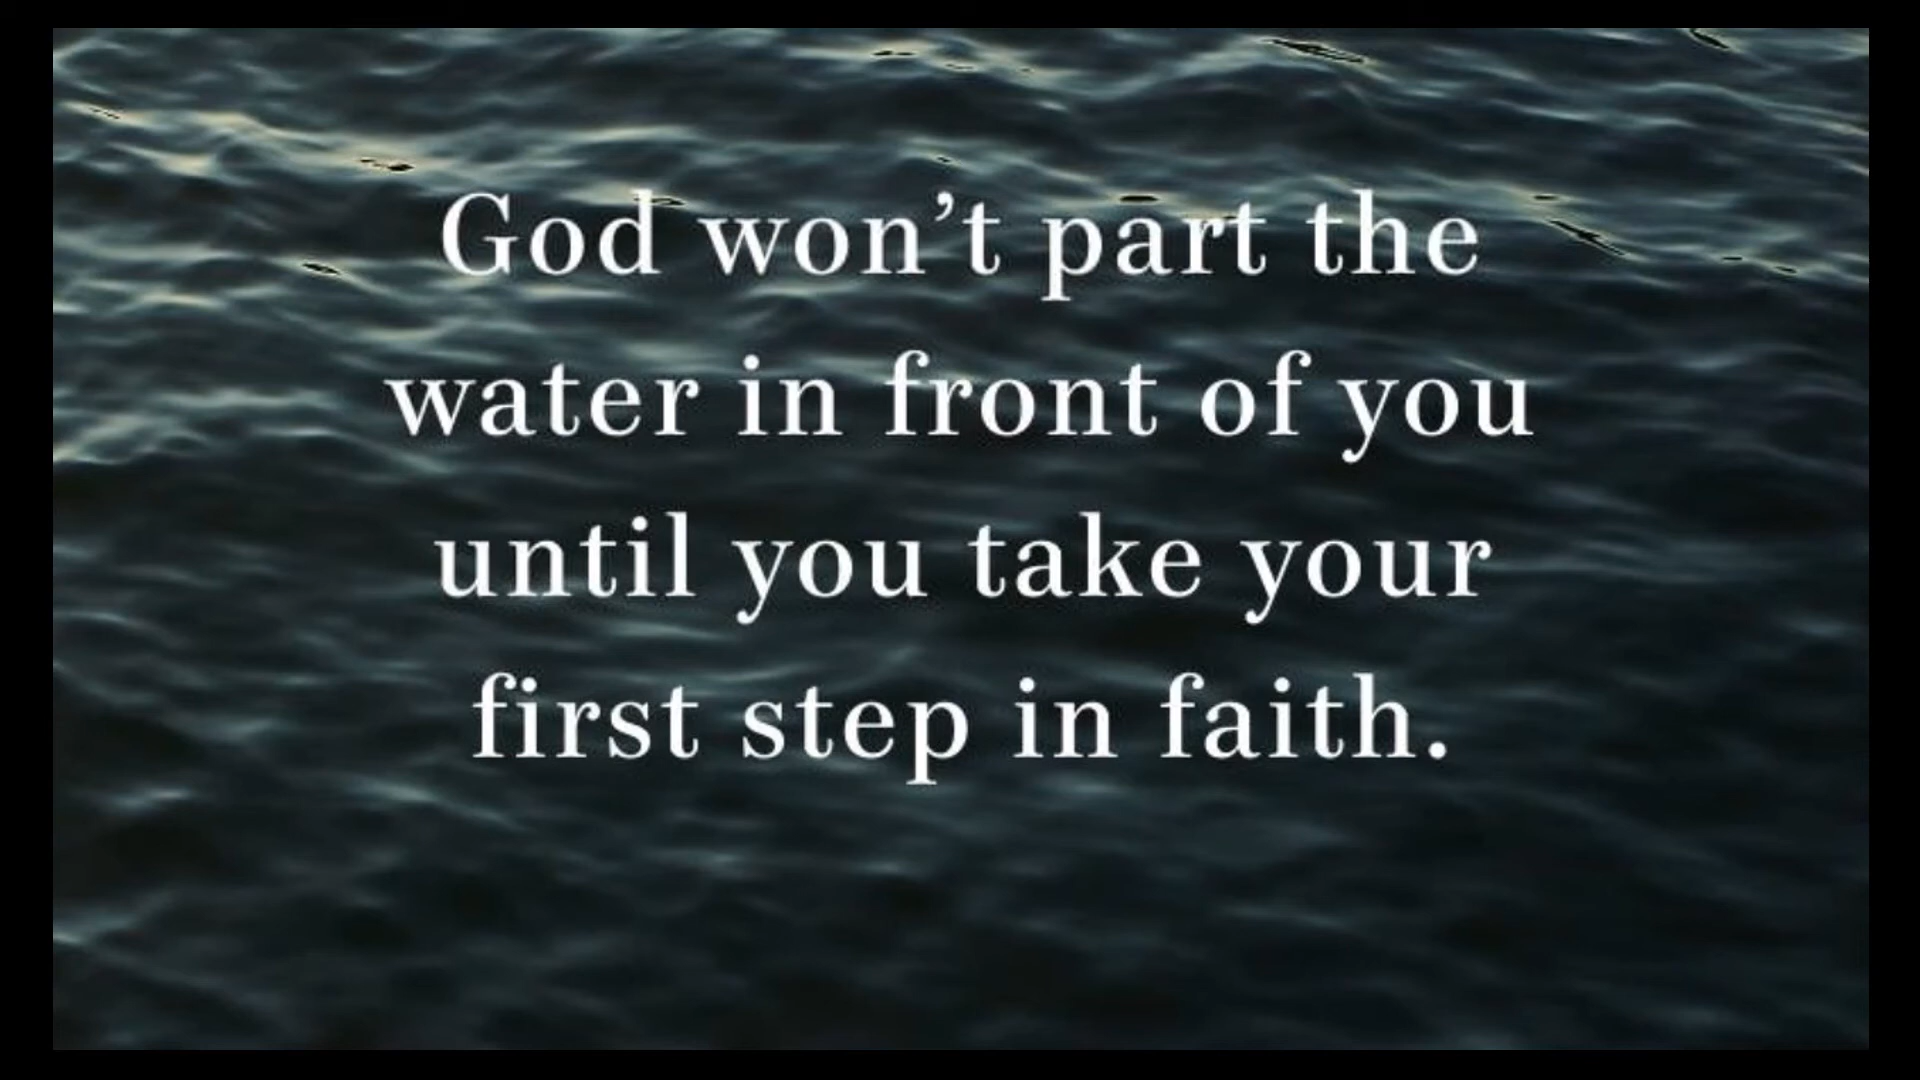 God won’t part the
water in front of you
until you take your
first step in faith.